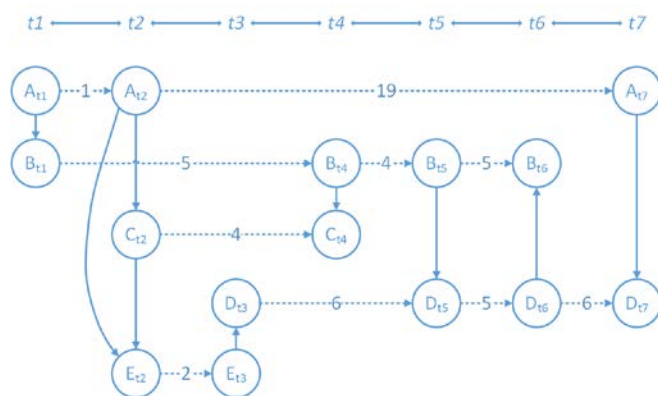 t1 t2 t3 t4 t5 t6 t7
At1 1 At2 19 At7
Bt1 5 Bt4 4 Bt5 5 Bt6
Ct2 4 Ct4
Dt3 6 Dt5 5 Dt6 6 Dt7
Et2 2 Et3